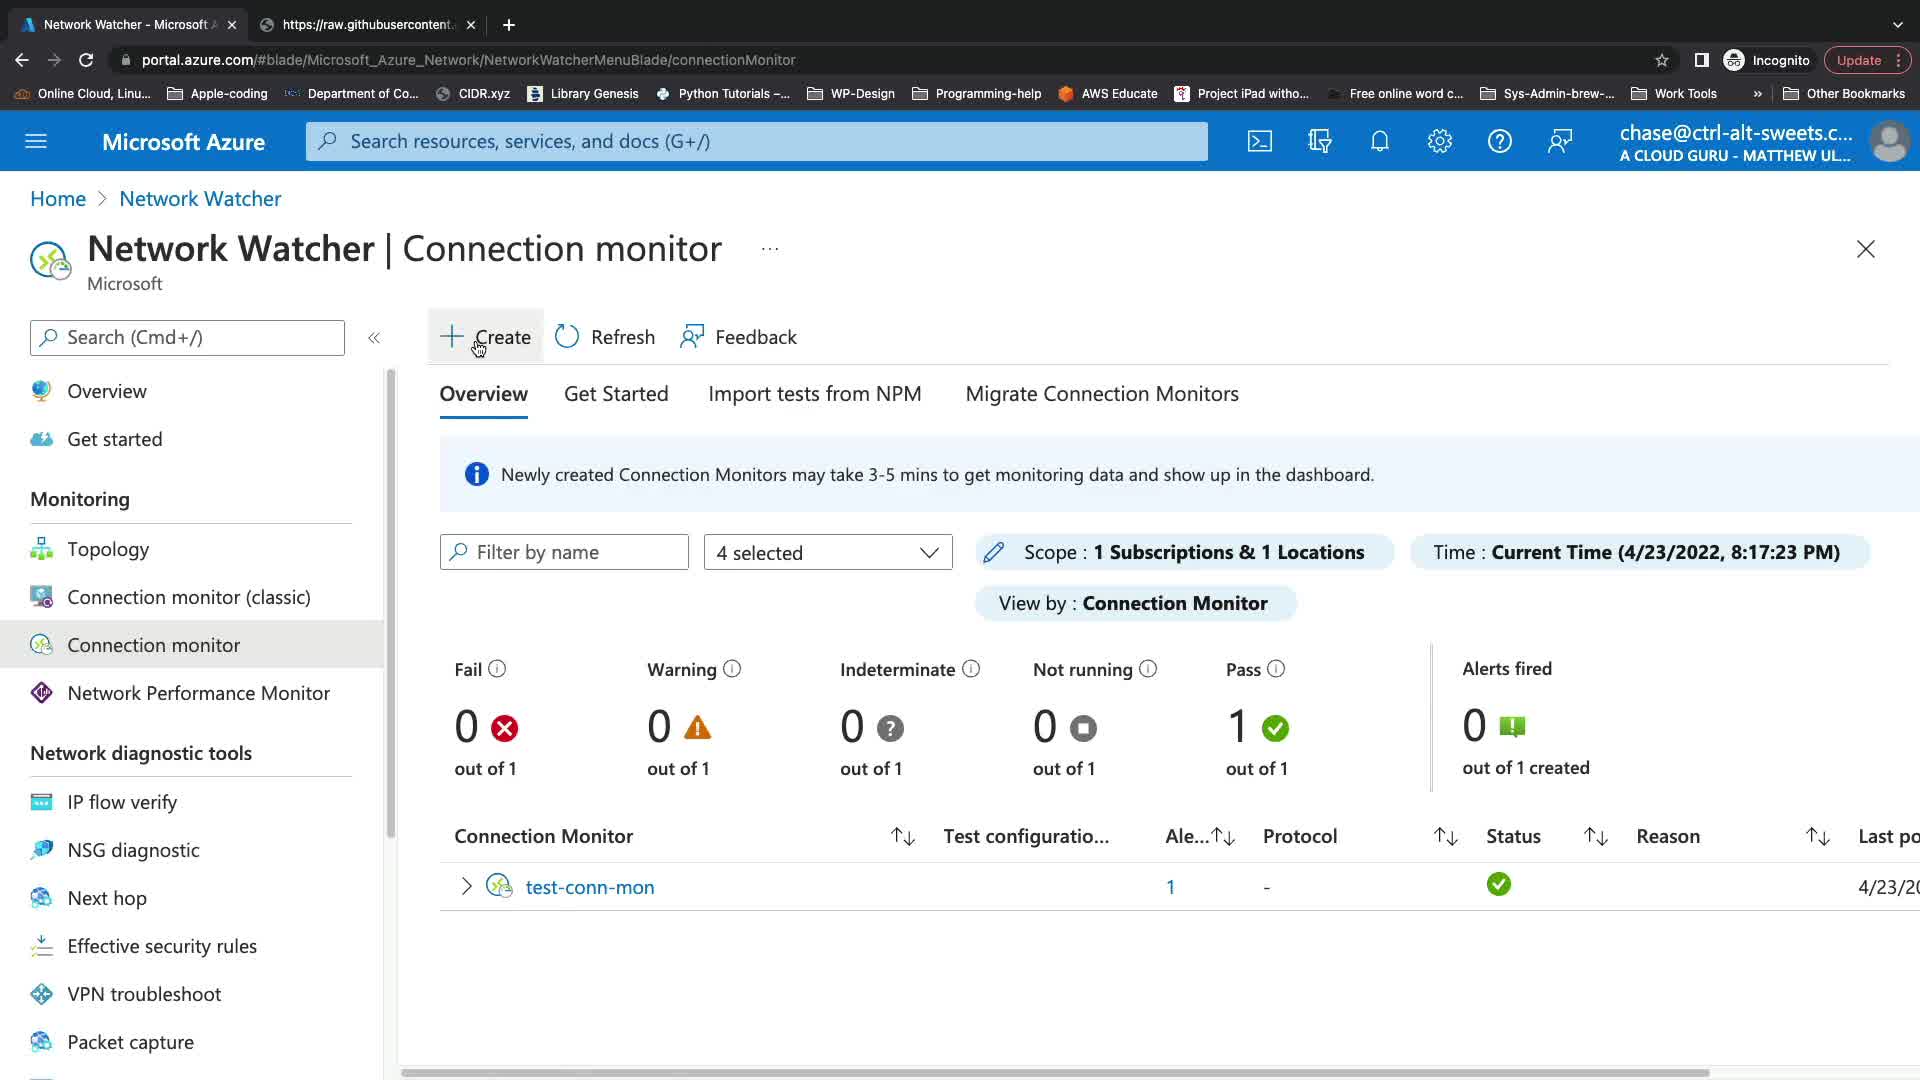 Network Watcher - Microsoft A
https://raw.githubusercontent.
portal.azure.com/#blade/Microsoft_Azure_Network/NetworkWatcherMenuBlade/connectionMonitor
Incognito
Update
Online Cloud, Linu...
Apple-coding
Department of Co...
CIDR.xyz
Library Genesis
Python Tutorials –...
WP-Design
Programming-help
AWS Educate
Project iPad witho...
Free online word c...
Sys-Admin-brew-...
Work Tools
»
Other Bookmarks
Microsoft Azure
Search resources, services, and docs (G+/)
chase@ctrl-alt-sweets.c...
A CLOUD GURU - MATTHEW UL...
Home > Network Watcher
Network Watcher | Connection monitor ...
Microsoft
Search (Cmd+/)
«
Create
Refresh
Feedback
Overview
Get started
Monitoring
Topology
Connection monitor (classic)
Connection monitor
Network Performance Monitor
Network diagnostic tools
IP flow verify
NSG diagnostic
Next hop
Effective security rules
VPN troubleshoot
Packet capture
Overview
Get Started
Import tests from NPM
Migrate Connection Monitors
Newly created Connection Monitors may take 3-5 mins to get monitoring data and show up in the dashboard.
Filter by name
4 selected
Scope : 1 Subscriptions & 1 Locations
Time : Current Time (4/23/2022, 8:17:23 PM)
View by : Connection Monitor
Fail
0
out of 1
Warning
0
out of 1
Indeterminate
0
out of 1
Not running
0
out of 1
Pass
1
out of 1
Alerts fired
0
out of 1 created
Connection Monitor
Test configuratio...
Ale...
Protocol
Status
Reason
Last po
test-conn-mon
1
-
4/23/20